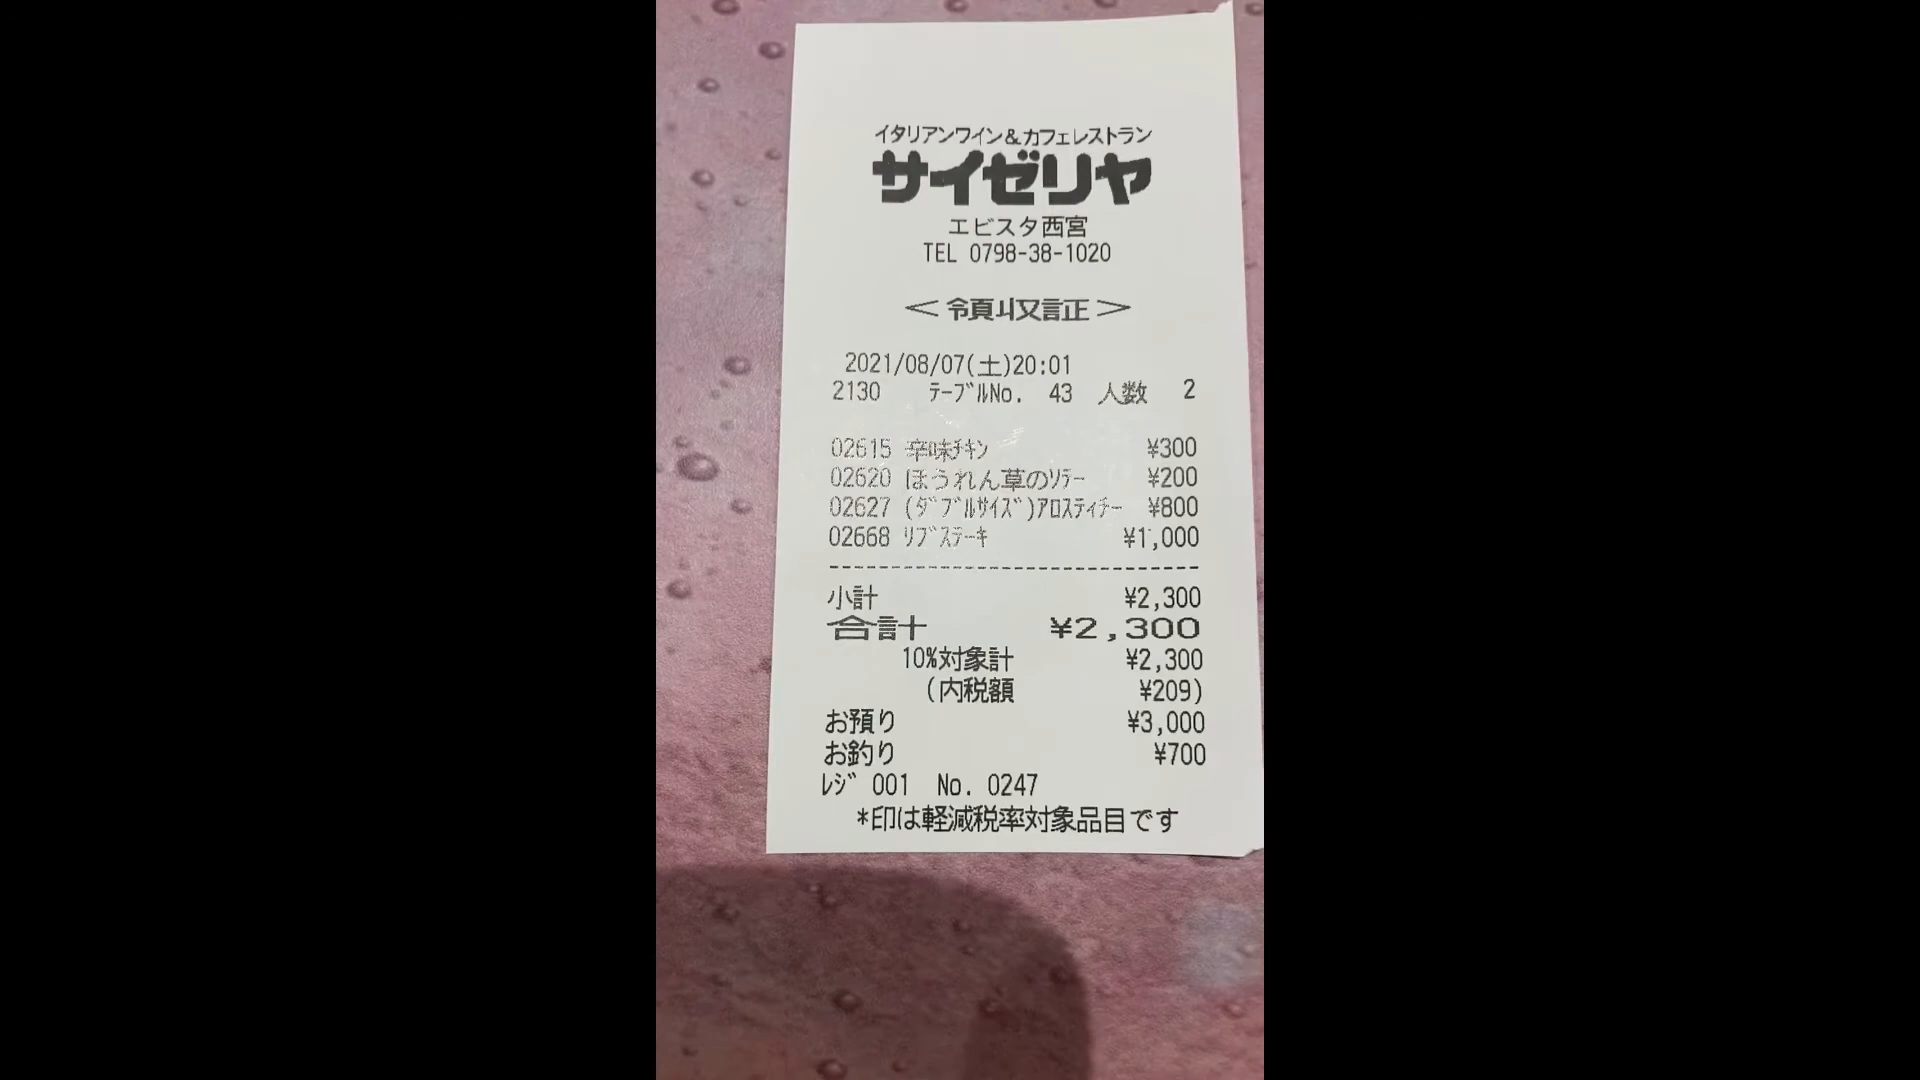 イタリアンワイン&カフェレストラン
サイゼリヤ
エビスタ西宮
TEL 0798-38-1020
<領収証>
2021/08/07(土)20:01
2130 ﾃｰﾌﾞﾙNo. 43 人数 2
02615 辛味ﾁｷﾝ ¥300
02620 ほうれん草のｿﾃｰ ¥200
02627 (ﾀﾞﾌﾞﾙｻｲｽﾞ)ｱﾛｽﾃｨﾁｰ ¥800
02668 ﾘﾌﾞｽﾃｰｷ ¥1,000
------------------------------
小計 ¥2,300
合計 ¥2,300
10%対象計 ¥2,300
(内税額 ¥209)
お預り ¥3,000
お釣り ¥700
ﾚｼﾞ 001 No. 0247
*印は軽減税率対象品目です